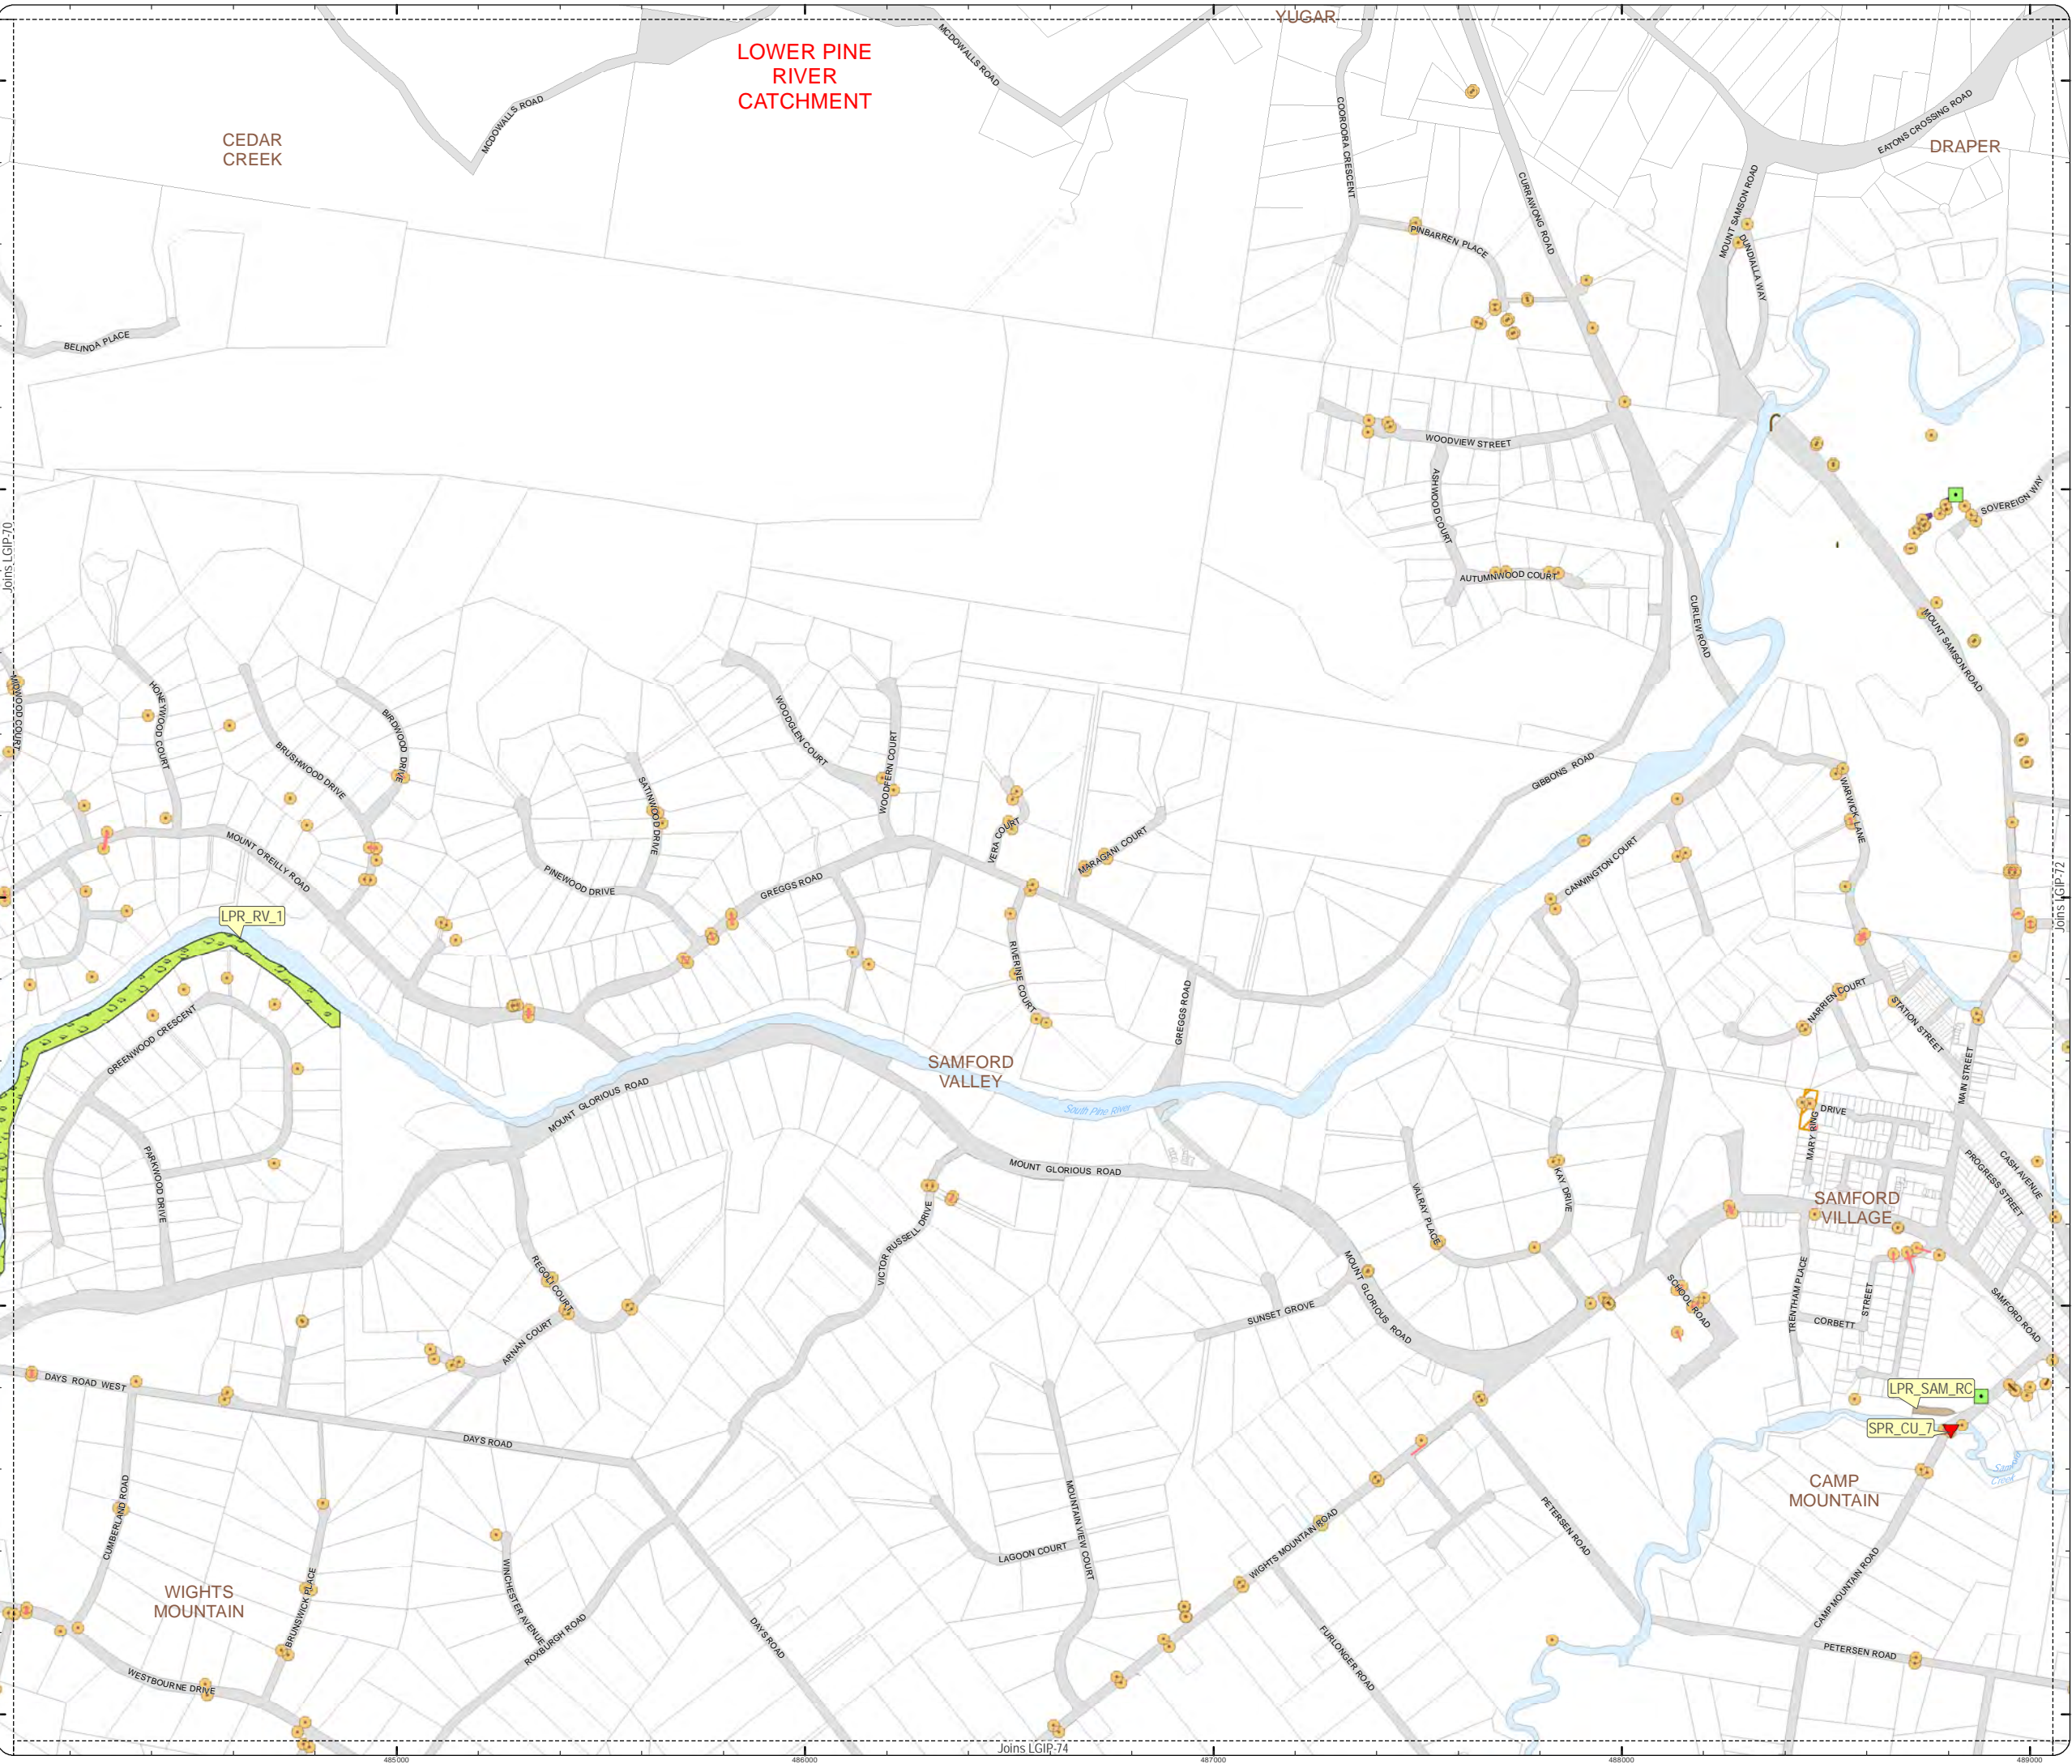 YUGAR
LOWER PINE
RIVER
CATCHMENT
MCDOWALLS ROAD
MCDOWALLS ROAD
CEDAR
CREEK
COOROORA CRESCENT
CURRAWONG ROAD
EATONS CROSSING ROAD
DRAPER
MOUNT SAMSON ROAD
DUNDIALLA WAY
PINBARREN PLACE
BELINDA PLACE
WOODVIEW STREET
ASHWOOD COURT
AUTUMNWOOD COURT
SOVEREIGN WAY
Joins LGIP-70
CURLEW ROAD
MOUNT SAMSON ROAD
MIDWOOD COURT
HONEYWOOD COURT
BIRDWOOD DRIVE
BRUSHWOOD DRIVE
SATINWOOD DRIVE
WOODGLEN COURT
WOODFERN COURT
GIBBONS ROAD
WARWICK LANE
VERA COURT
MARAGANI COURT
MOUNT O'REILLY ROAD
PINEWOOD DRIVE
GREGGS ROAD
CANNINGTON COURT
Joins LGIP-72
LPR_RV_1
RIVERINE COURT
GREGGS ROAD
NARRIEN COURT
STATION STREET
GREENWOOD CRESCENT
SAMFORD
VALLEY
MOUNT GLORIOUS ROAD
South Pine River
MAIN STREET
MARY RING
DRIVE
PARKWOOD DRIVE
MOUNT GLORIOUS ROAD
CASH AVENUE
PROGRESS STREET
KAY DRIVE
VALRAY PLACE
SAMFORD
VILLAGE
VICTOR RUSSELL DRIVE
REGOLI COURT
MOUNT GLORIOUS ROAD
SCHOOL ROAD
TRENTHAM PLACE
STREET
CORBETT
SAMFORD ROAD
SUNSET GROVE
ARNAN COURT
DAYS ROAD WEST
LPR_SAM_RC
SPR_CU_7
DAYS ROAD
Creek
CAMP
MOUNTAIN
CUMBERLAND ROAD
MOUNTAIN VIEW COURT
WIGHTS MOUNTAIN ROAD
PETERSEN ROAD
LAGOON COURT
WINCHESTER AVENUE
BRUNSWICK PLACE
WIGHTS
MOUNTAIN
ROXBURGH ROAD
DAYS ROAD
FURLONGER ROAD
CAMP MOUNTAIN ROAD
PETERSEN ROAD
WESTBOURNE DRIVE
Joins LGIP-74
485000
486000
487000
488000
489000